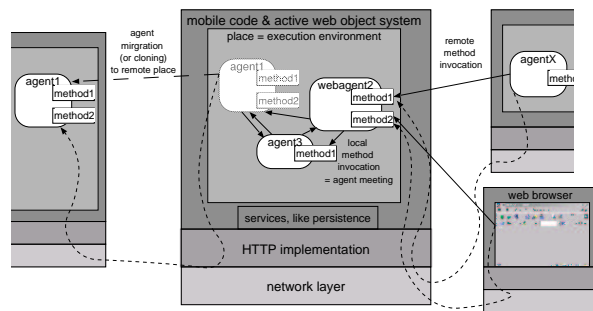 mobile code & active web object system
place = execution environment
agent
mirgration
(or cloning)
to remote place
agent1
method1
method2
agent1
method1
method2
webagent2
method1
method2
agent3
method1
local
method
invocation
= agent meeting
remote
method
invocation
agentX
metho
services, like persistence
HTTP implementation
network layer
web browser